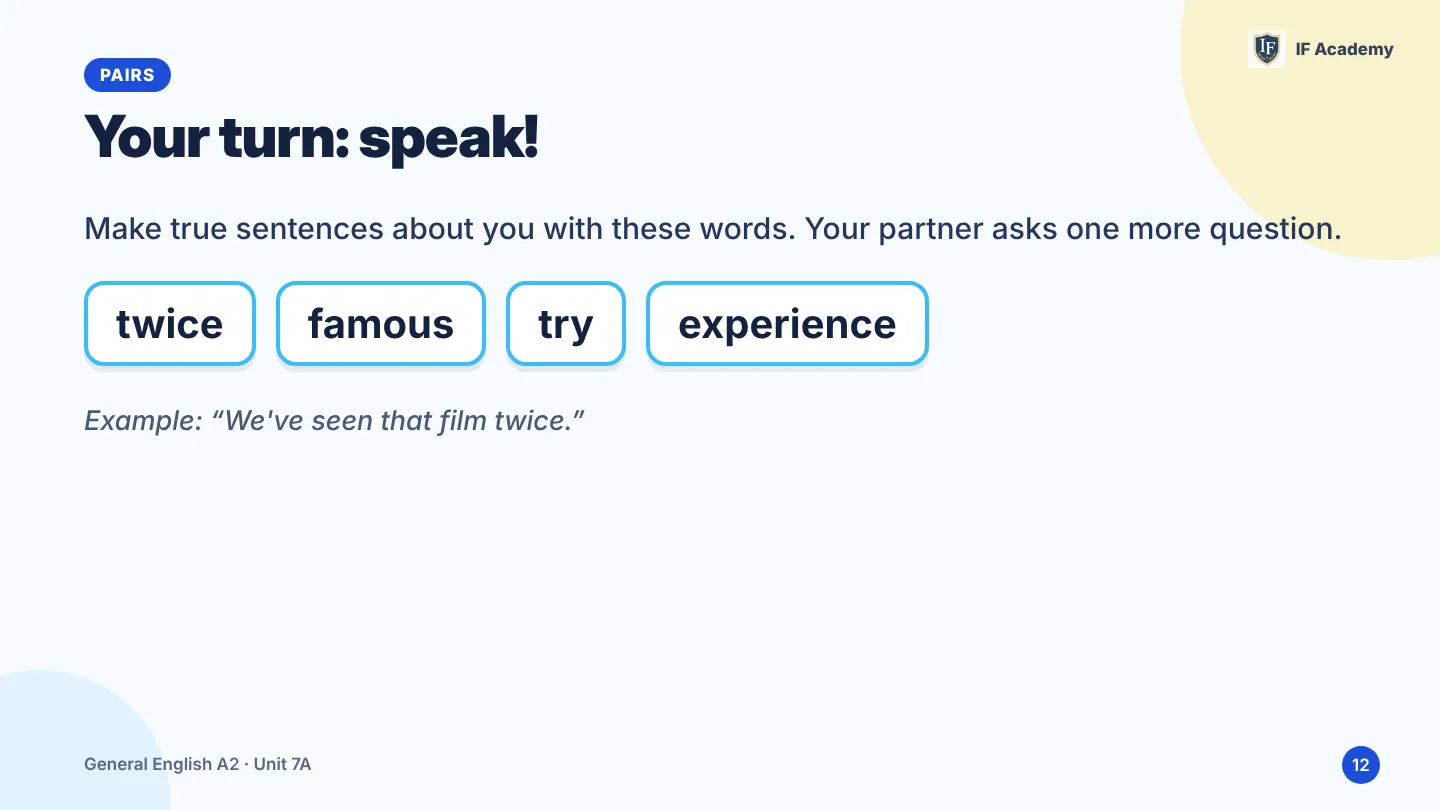 IF
IF Academy
PAIRS
Your turn: speak!
Make true sentences about you with these words. Your partner asks one more question.
twice famous try experience
Example: “We've seen that film twice.”
General English A2 · Unit 7A
12